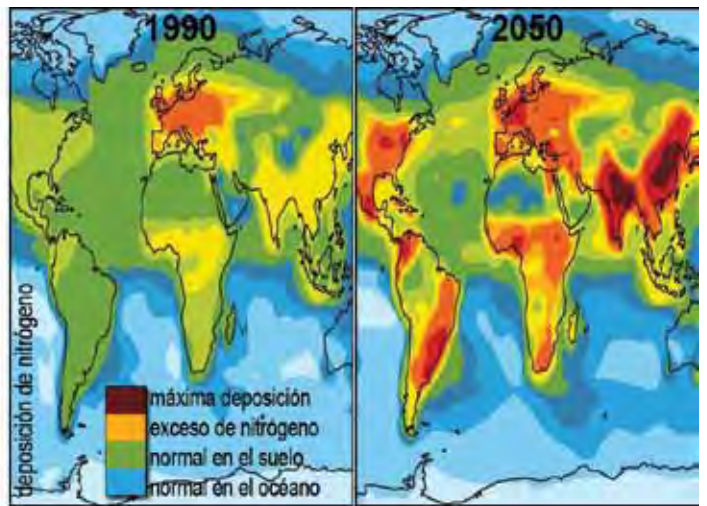 1990
2050
deposición de nitrógeno
máxima deposición
exceso de nitrógeno
normal en el suelo
normal en el océano